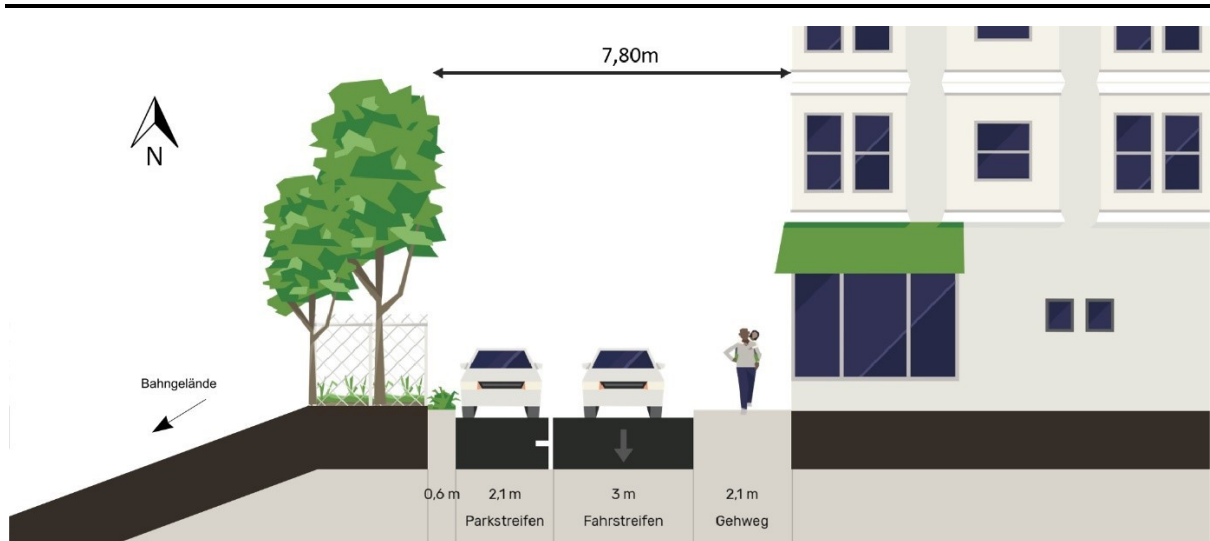 7,80m
N
Bahngelände
0,6 m 2,1 m 3 m 2,1 m
Parkstreifen Fahrstreifen Gehweg